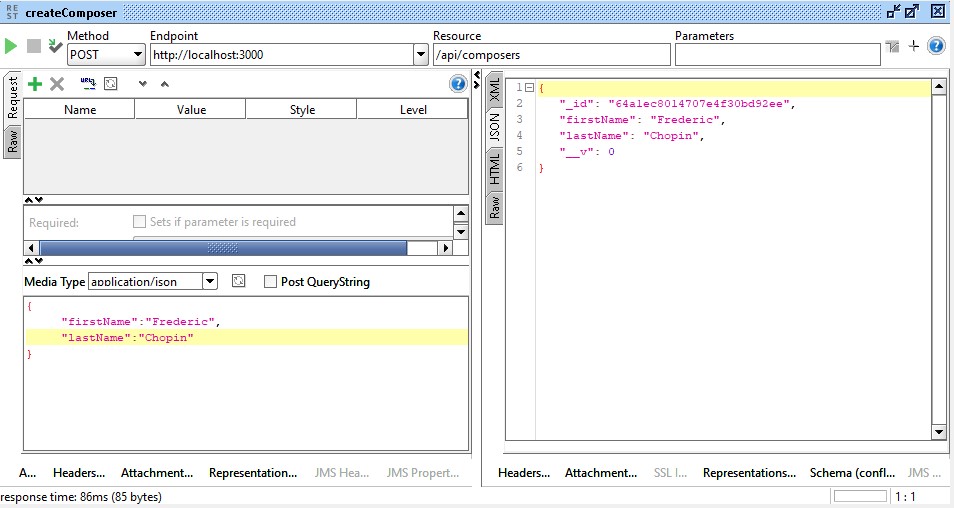 RE ST createComposer
Method Endpoint Resource Parameters
POST http://localhost:3000 /api/composers
Request
Raw
URL
Name Value Style Level
Required: Sets if parameter is required
Media Type application/json Post QueryString
{
"firstName":"Frederic",
"lastName":"Chopin"
}
A... Headers... Attachment... Representation... JMS Hea... JMS Propert...
XML
JSON
HTML
Raw
1 {
2 "_id": "64a1ec8014707e4f30bd92ee",
3 "firstName": "Frederic",
4 "lastName": "Chopin",
5 "__v": 0
6 }
Headers... Attachment... SSL I... Representations... Schema (confl... JMS ...
response time: 86ms (85 bytes) 1 : 1